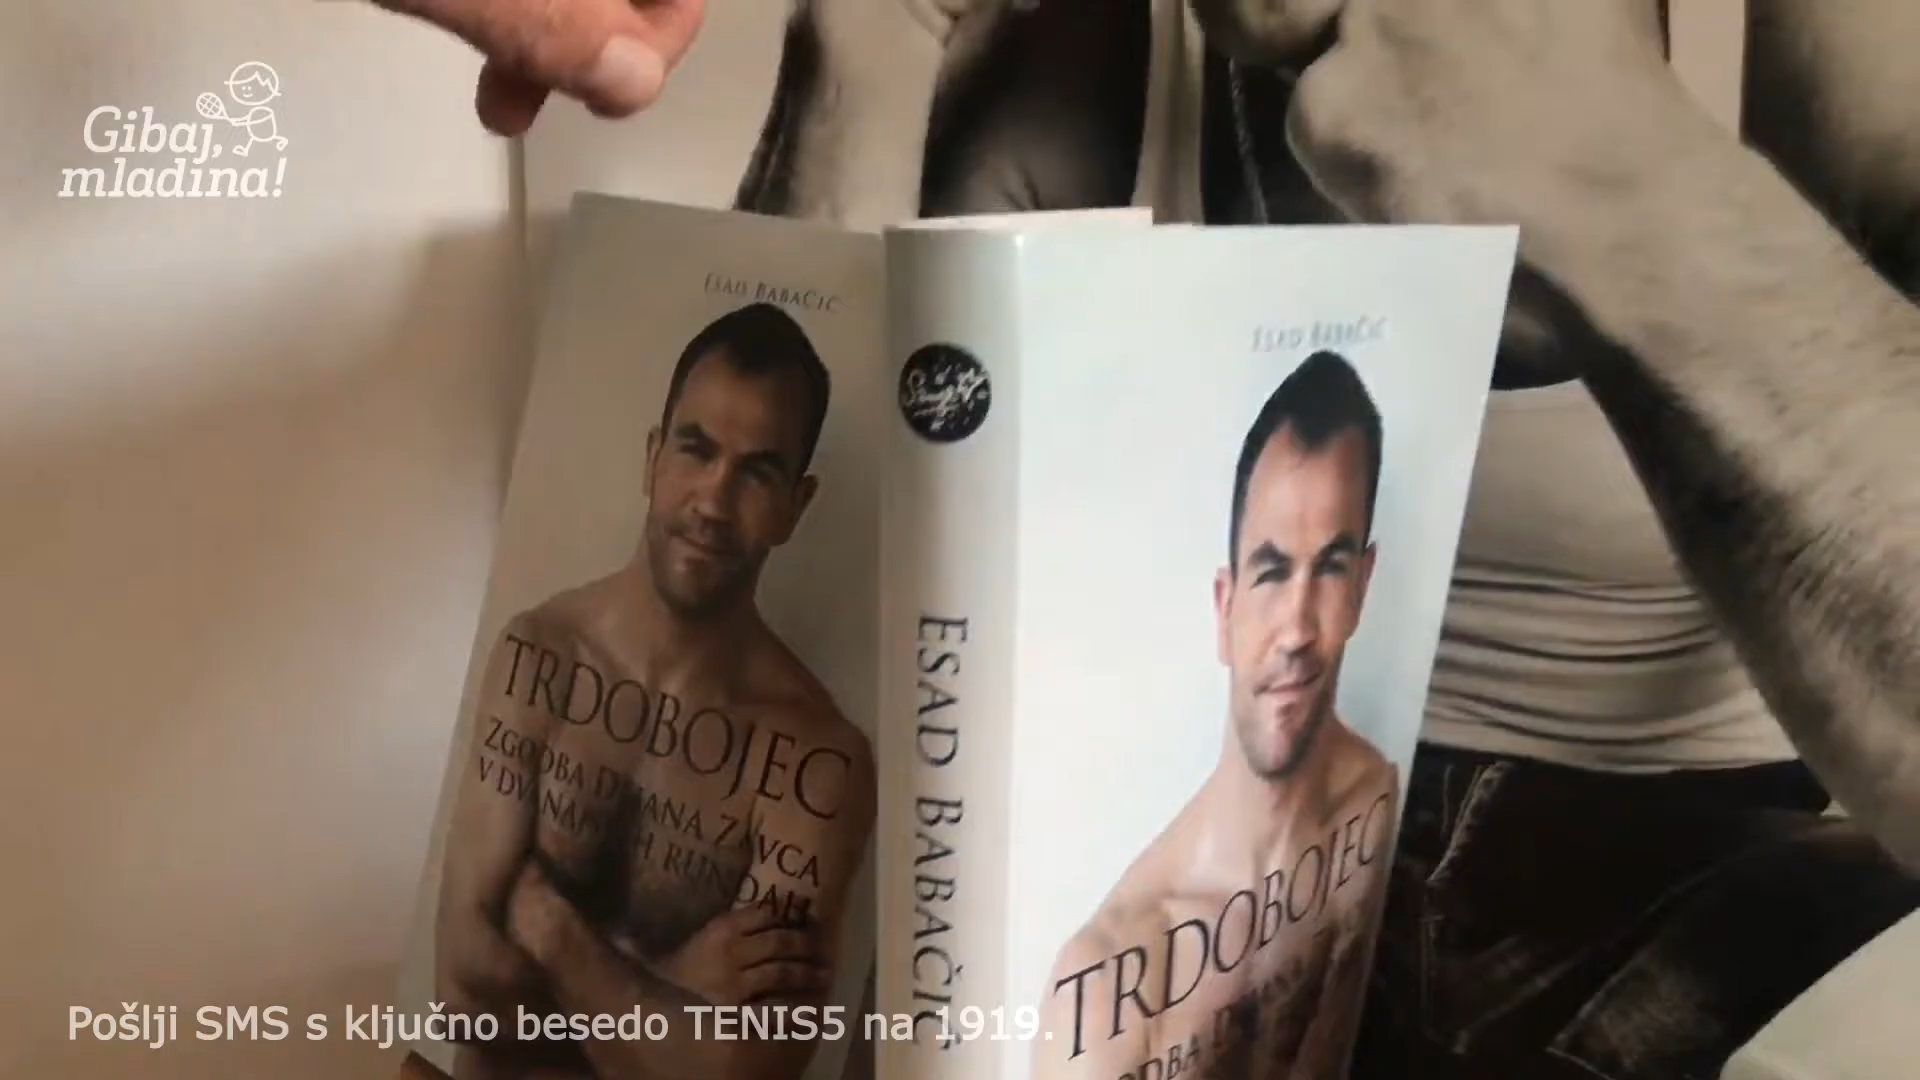 Gibaj,
mladina!
ESAD BABAČIĆ
TRDOBOJEC
ZGODBA DEJANA ZAVCA
V DVANAJSTIH RUNDAH
ESAD BABAČIĆ
ESAD BABAČIĆ
TRDOBOJEC
Pošlji SMS s ključno besedo TENIS5 na 1919.